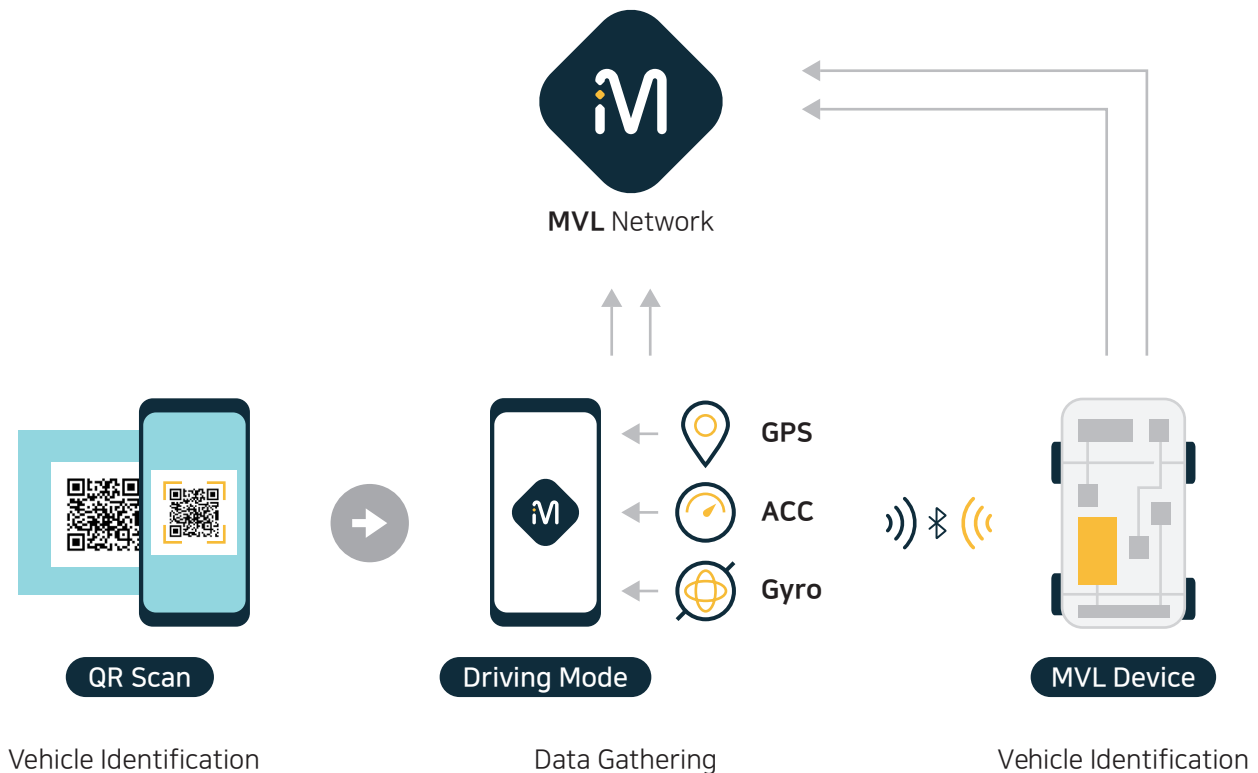 MVL Network
GPS
ACC
Gyro
QR Scan
Driving Mode
MVL Device
Vehicle Identification
Data Gathering
Vehicle Identification